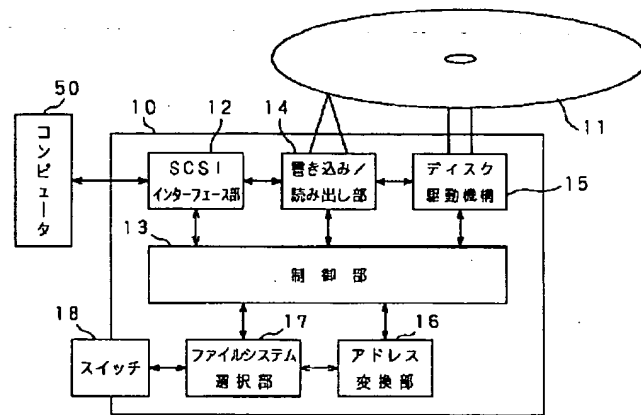 50
コンピュータ
10
12
SCSI
インターフェース部
14
書き込み/
読み出し部
11
ディスク
駆動機構
15
13
制御部
18
スイッチ
17
ファイルシステム
選択部
16
アドレス
変換部